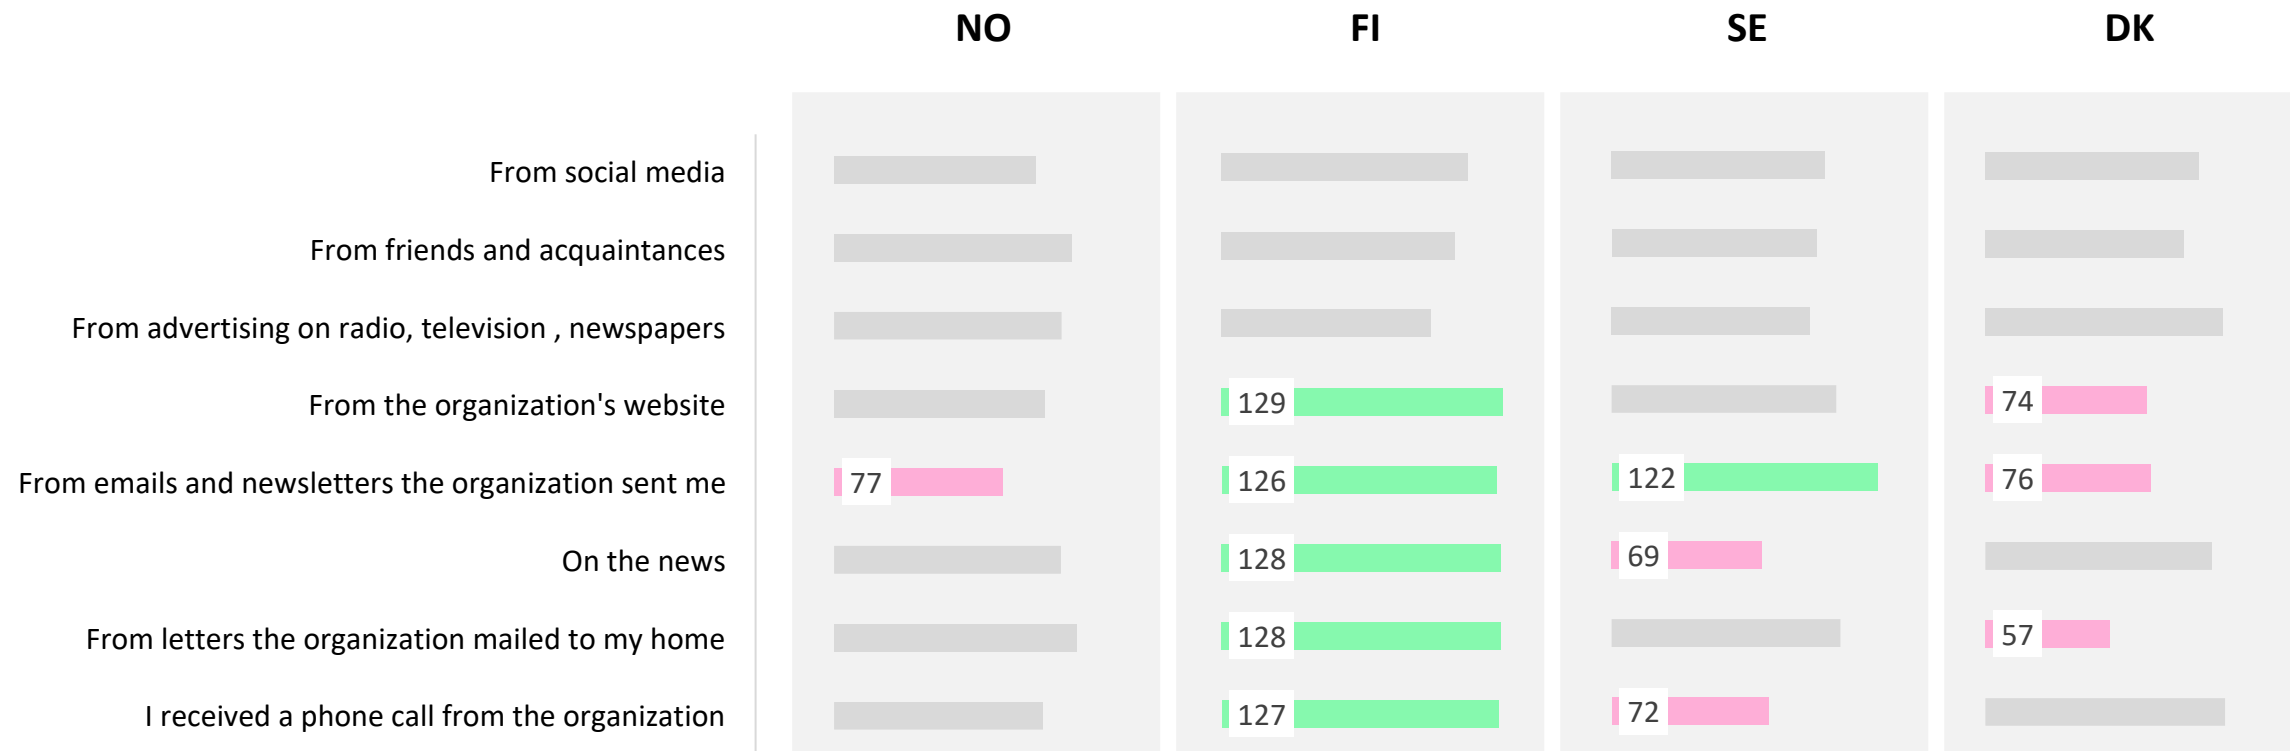 NO FI SE DK
From social media
From friends and acquaintances
From advertising on radio, television , newspapers
From the organization's website 129 74
From emails and newsletters the organization sent me 77 126 122 76
On the news 128 69
From letters the organization mailed to my home 128 57
I received a phone call from the organization 127 72